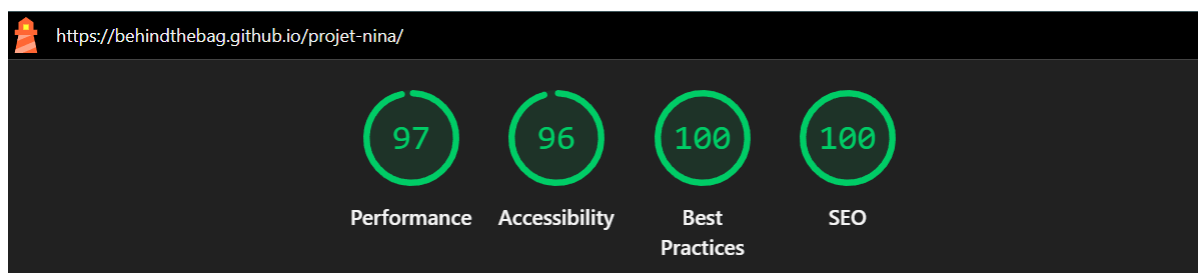 https://behindthebag.github.io/projet-nina/
97
96
100
100
Performance
Accessibility
Best
Practices
SEO